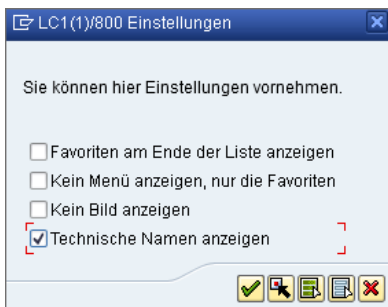 LC1(1)/800 Einstellungen
Sie können hier Einstellungen vornehmen.
Favoriten am Ende der Liste anzeigen
Kein Menü anzeigen, nur die Favoriten
Kein Bild anzeigen
Technische Namen anzeigen